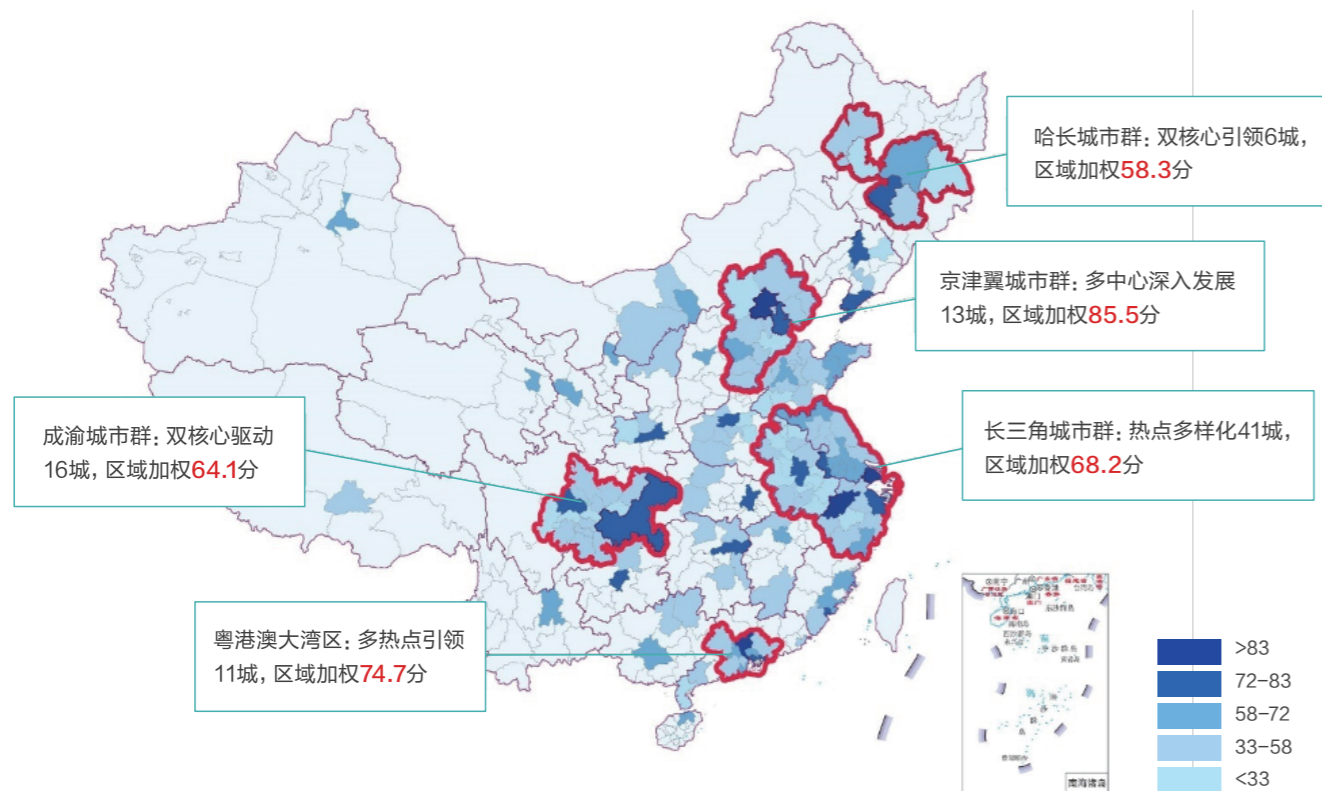 哈长城市群：双核心引领6城，
区域加权58.3分
京津翼城市群：多中心深入发展
13城，区域加权85.5分
成渝城市群：双核心驱动
16城，区域加权64.1分
长三角城市群：热点多样化41城，
区域加权68.2分
粤港澳大湾区：多热点引领
11城，区域加权74.7分
>83
72–83
58–72
33–58
<33
南海诸岛